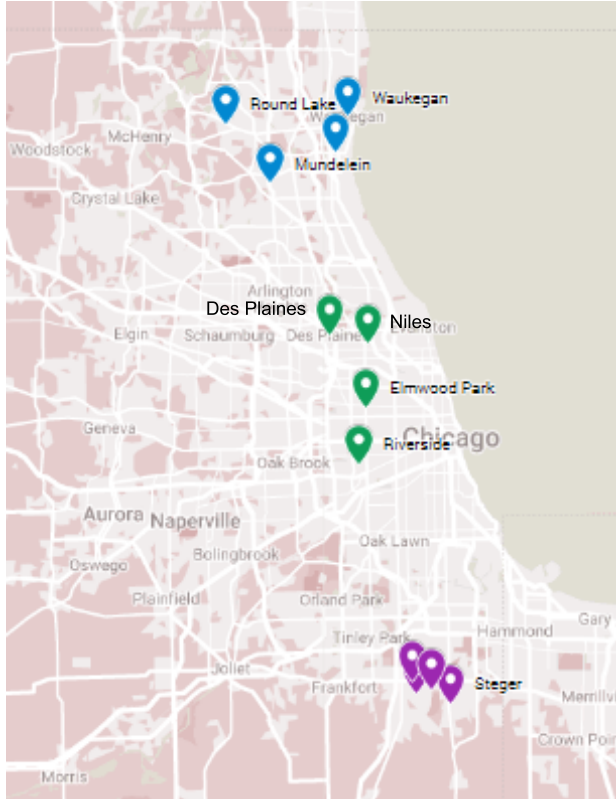 Round Lake
Waukegan
Waukegan
McHenry
Woodstock
Mundelein
Crystal Lake
Arlington
Des Plaines
Niles
Evanston
Elgin
Schaumburg
Des Plaines
Elmwood Park
Geneva
Chicago
Riverside
Oak Brook
Aurora
Naperville
Oak Lawn
Bolingbrook
Oswego
Plainfield
Orland Park
Gary
Hammond
Tinley Park
Joliet
Frankfort
Steger
Merrillv
Crown Poin
Morris